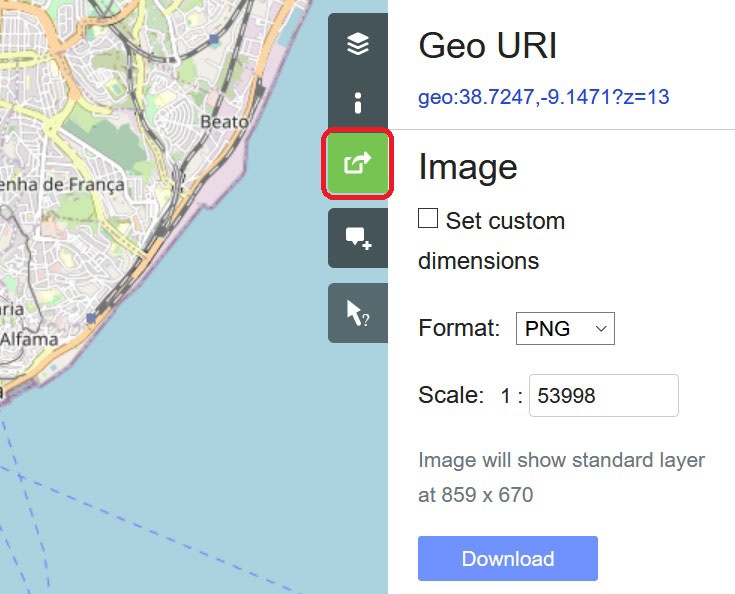 Beato
enha de França
ria
Alfama
a
Geo URI
geo:38.7247,-9.1471?z=13
Image
Set custom
dimensions
Format: PNG
Scale: 1 : 53998
Image will show standard layer
at 859 x 670
Download